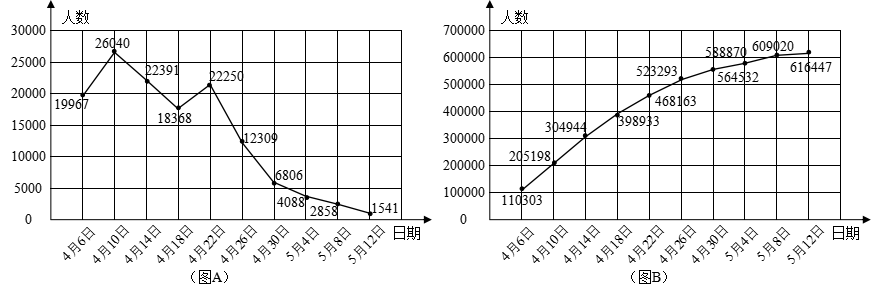 人数
30000
25000
20000
15000
10000
5000
0
19967
26040
22391
18368
22250
12309
6806
4088
2858
1541
4月6日
4月10日
4月14日
4月18日
4月22日
4月26日
4月30日
5月4日
5月8日
5月12日
日期
（图A）
人数
700000
600000
500000
400000
300000
200000
100000
0
110303
205198
304944
398933
468163
523293
588870
564532
609020
616447
4月6日
4月10日
4月14日
4月18日
4月22日
4月26日
4月30日
5月4日
5月8日
5月12日
日期
（图B）